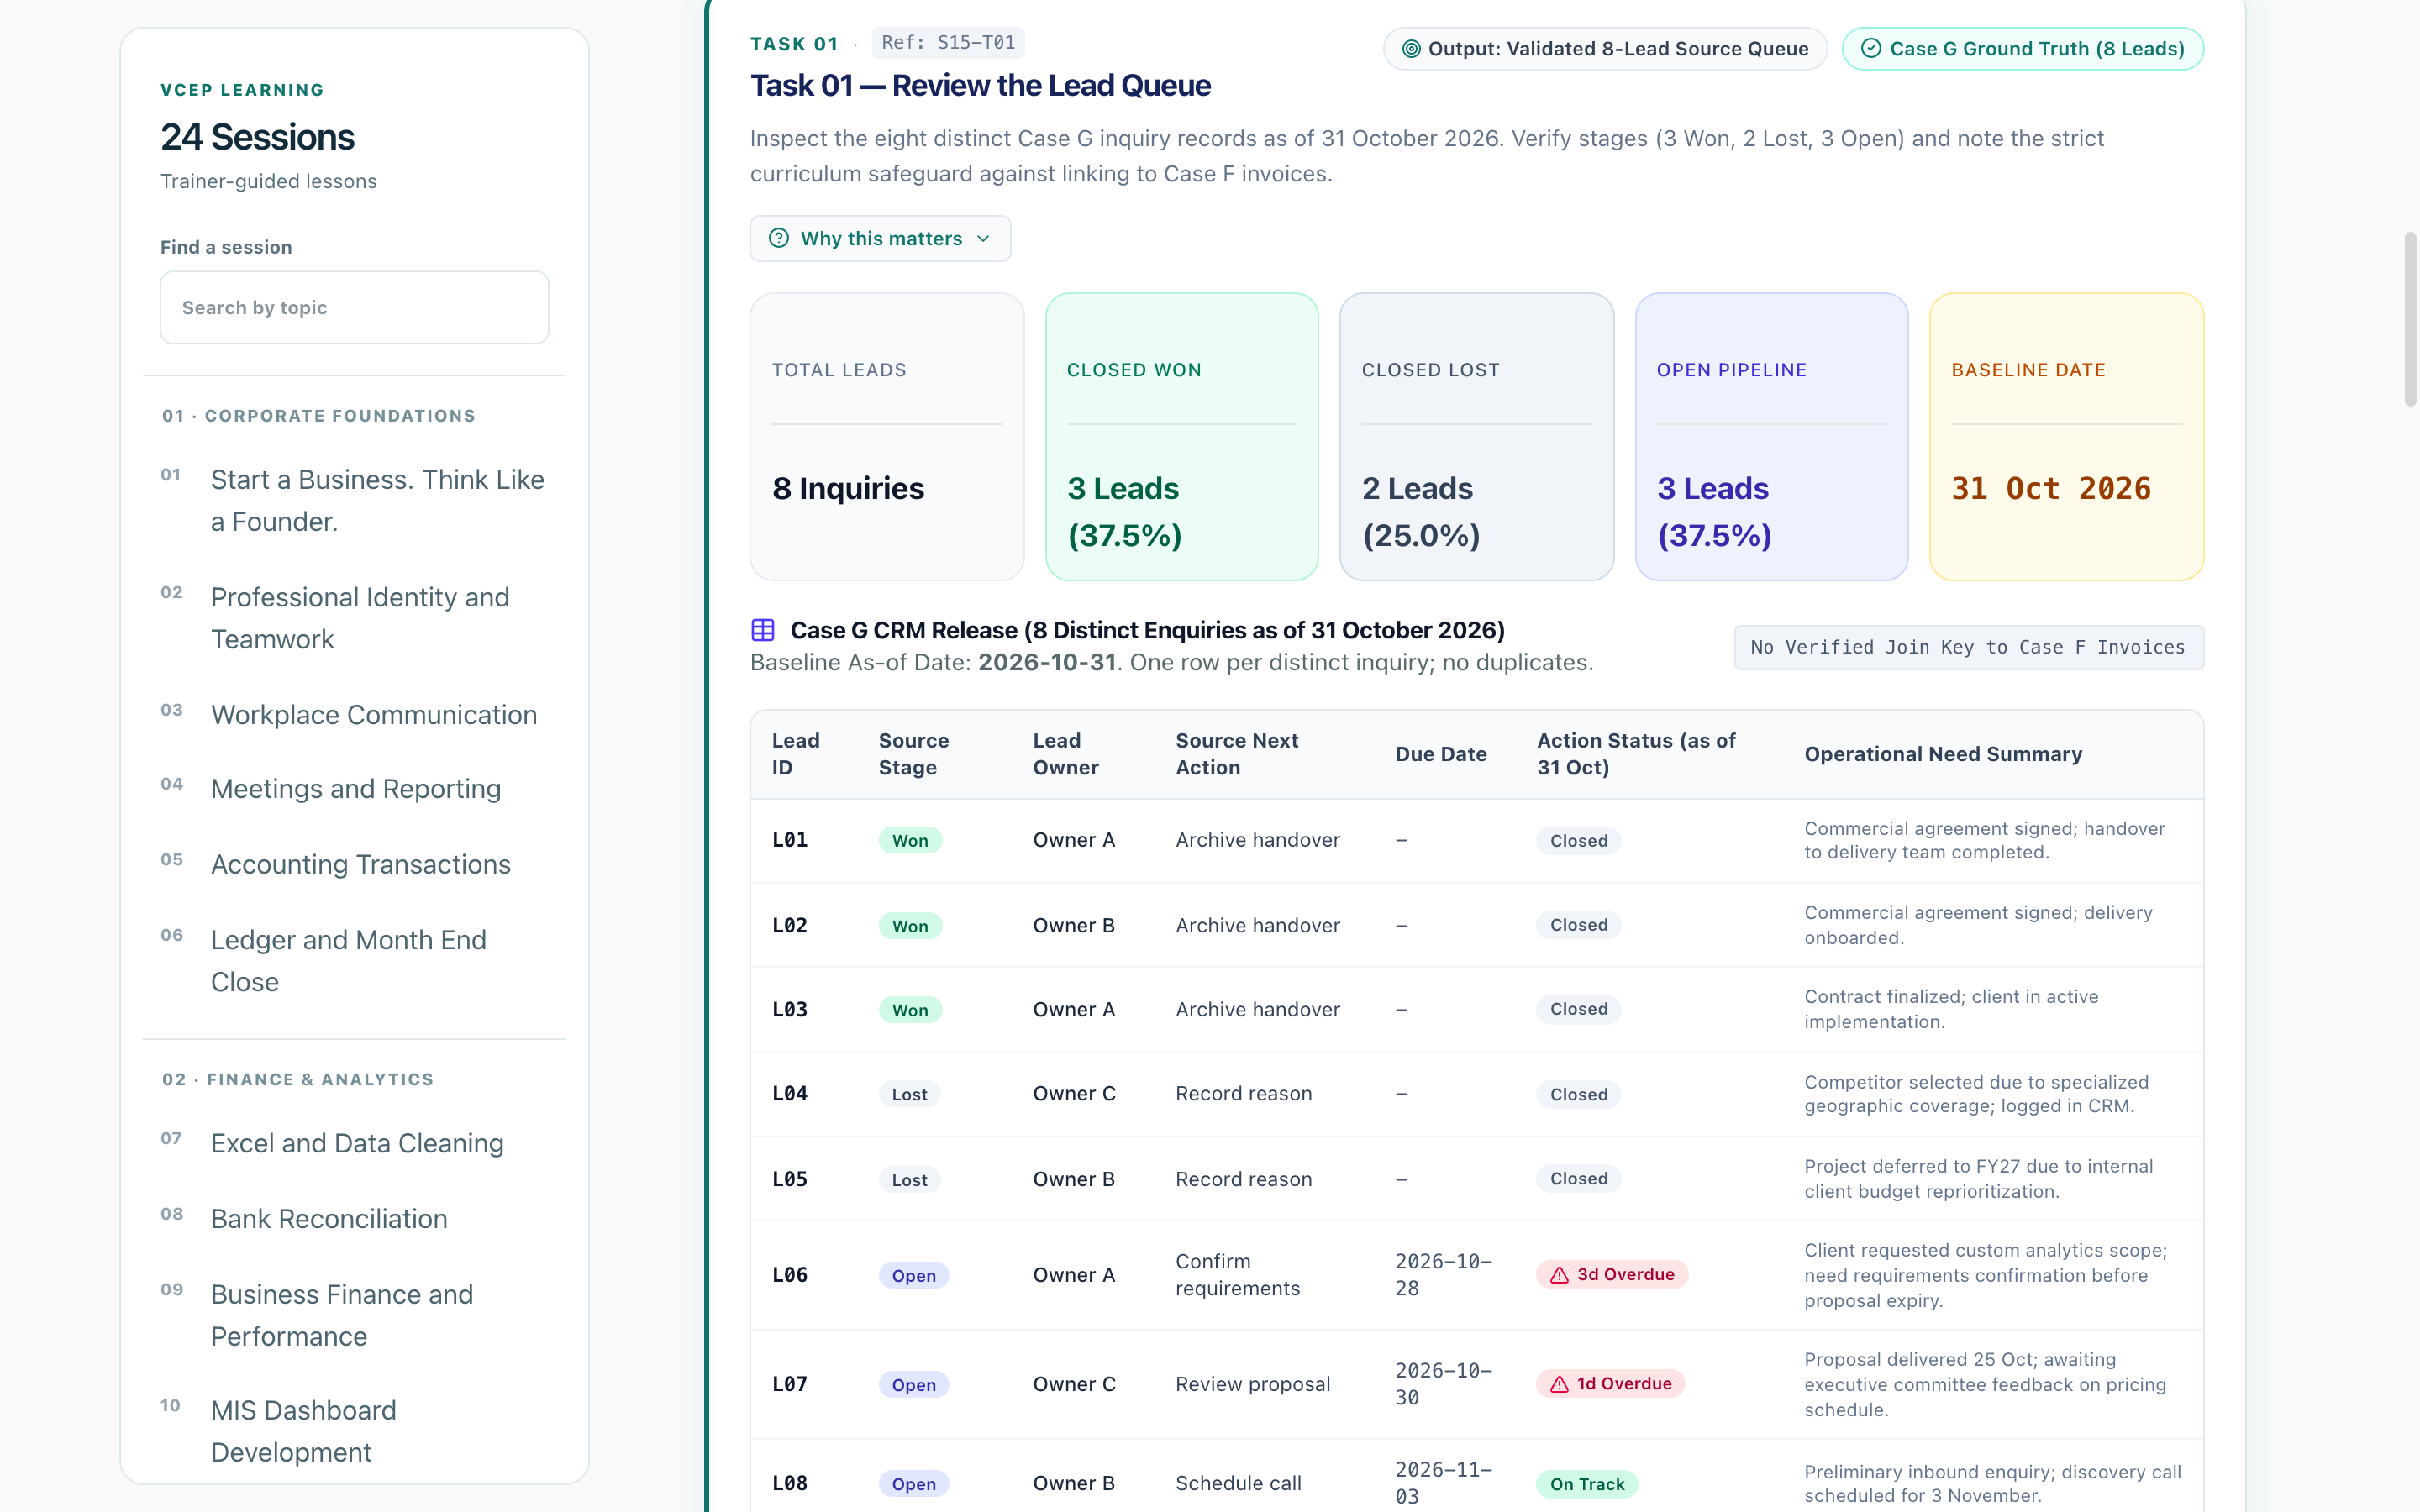 VCEP LEARNING
24 Sessions
Trainer-guided lessons
Find a session
Search by topic
01 · CORPORATE FOUNDATIONS
01 Start a Business. Think Like
a Founder.
02 Professional Identity and
Teamwork
03 Workplace Communication
04 Meetings and Reporting
05 Accounting Transactions
06 Ledger and Month End
Close
02 · FINANCE & ANALYTICS
07 Excel and Data Cleaning
08 Bank Reconciliation
09 Business Finance and
Performance
10 MIS Dashboard
Development
TASK 01 · Ref: S15-T01
Output: Validated 8-Lead Source Queue
Case G Ground Truth (8 Leads)
Task 01 — Review the Lead Queue
Inspect the eight distinct Case G inquiry records as of 31 October 2026. Verify stages (3 Won, 2 Lost, 3 Open) and note the strict
curriculum safeguard against linking to Case F invoices.
Why this matters
TOTAL LEADS
8 Inquiries
CLOSED WON
3 Leads
(37.5%)
CLOSED LOST
2 Leads
(25.0%)
OPEN PIPELINE
3 Leads
(37.5%)
BASELINE DATE
31 Oct 2026
Case G CRM Release (8 Distinct Enquiries as of 31 October 2026)
Baseline As-of Date: 2026-10-31. One row per distinct inquiry; no duplicates.
No Verified Join Key to Case F Invoices
Lead
ID
Source
Stage
Lead
Owner
Source Next
Action
Due Date
Action Status (as of
31 Oct)
Operational Need Summary
L01 Won Owner A Archive handover – Closed
Commercial agreement signed; handover
to delivery team completed.
L02 Won Owner B Archive handover – Closed
Commercial agreement signed; delivery
onboarded.
L03 Won Owner A Archive handover – Closed
Contract finalized; client in active
implementation.
L04 Lost Owner C Record reason – Closed
Competitor selected due to specialized
geographic coverage; logged in CRM.
L05 Lost Owner B Record reason – Closed
Project deferred to FY27 due to internal
client budget reprioritization.
L06 Open Owner A
Confirm
requirements
2026-10-
28
3d Overdue
Client requested custom analytics scope;
need requirements confirmation before
proposal expiry.
L07 Open Owner C Review proposal
2026-10-
30
1d Overdue
Proposal delivered 25 Oct; awaiting
executive committee feedback on pricing
schedule.
L08 Open Owner B Schedule call
2026-11-
03
On Track
Preliminary inbound enquiry; discovery call
scheduled for 3 November.